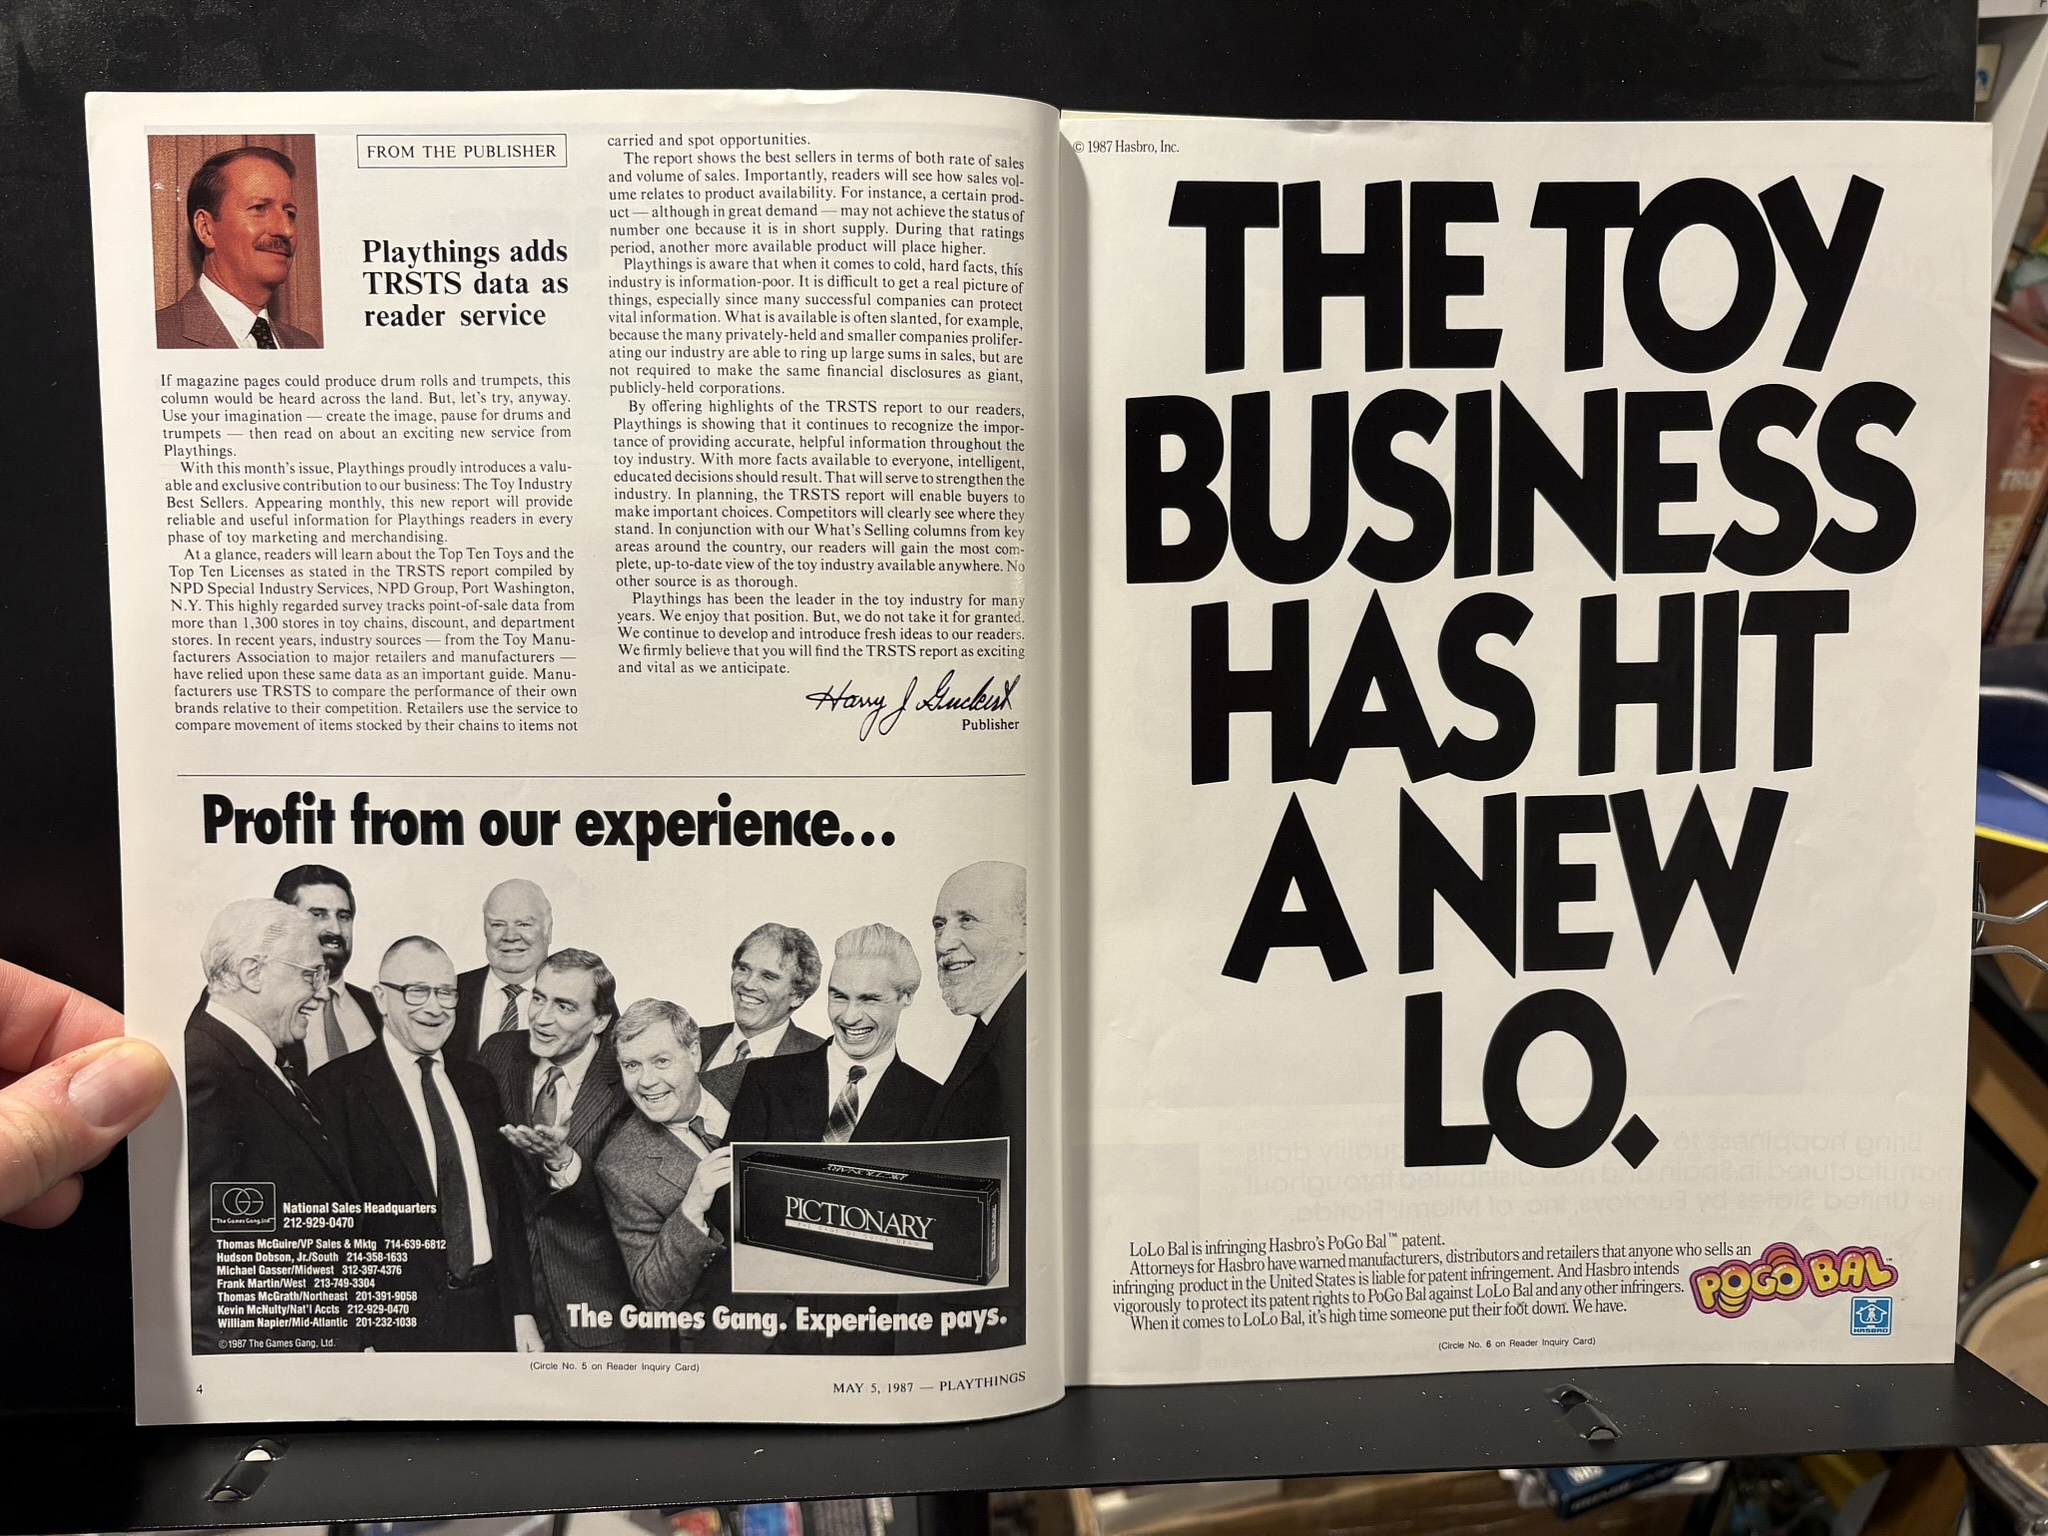 FROM THE PUBLISHER
Playthings adds
TRSTS data as
reader service
If magazine pages could produce drum rolls and trumpets, this
column would be heard across the land. But, let's try, anyway.
Use your imagination — create the image, pause for drums and
trumpets — then read on about an exciting new service from
Playthings.
With this month's issue, Playthings proudly introduces a valu-
able and exclusive contribution to our business: The Toy Industry
Best Sellers. Appearing monthly, this new report will provide
reliable and useful information for Playthings readers in every
phase of toy marketing and merchandising.
At a glance, readers will learn about the Top Ten Toys and the
Top Ten Licenses as stated in the TRSTS report compiled by
NPD Special Industry Services, NPD Group, Port Washington,
N.Y. This highly regarded survey tracks point-of-sale data from
more than 1,300 stores in toy chains, discount, and department
stores. In recent years, industry sources — from the Toy Manu-
facturers Association to major retailers and manufacturers —
have relied upon these same data as an important guide. Manu-
facturers use TRSTS to compare the performance of their own
brands relative to their competition. Retailers use the service to
compare movement of items stocked by their chains to items not
carried and spot opportunities.
The report shows the best sellers in terms of both rate of sales
and volume of sales. Importantly, readers will see how sales vol-
ume relates to product availability. For instance, a certain prod-
uct — although in great demand — may not achieve the status of
number one because it is in short supply. During that ratings
period, another more available product will place higher.
Playthings is aware that when it comes to cold, hard facts, this
industry is information-poor. It is difficult to get a real picture of
things, especially since many successful companies can protect
vital information. What is available is often slanted, for example,
because the many privately-held and smaller companies prolifer-
ating our industry are able to ring up large sums in sales, but are
not required to make the same financial disclosures as giant,
publicly-held corporations.
By offering highlights of the TRSTS report to our readers,
Playthings is showing that it continues to recognize the impor-
tance of providing accurate, helpful information throughout the
toy industry. With more facts available to everyone, intelligent,
educated decisions should result. That will serve to strengthen the
industry. In planning, the TRSTS report will enable buyers to
make important choices. Competitors will clearly see where they
stand. In conjunction with our What's Selling columns from key
areas around the country, our readers will gain the most com-
plete, up-to-date view of the toy industry available anywhere. No
other source is as thorough.
Playthings has been the leader in the toy industry for many
years. We enjoy that position. But, we do not take it for granted.
We continue to develop and introduce fresh ideas to our readers.
We firmly believe that you will find the TRSTS report as exciting
and vital as we anticipate.
Harry J Guckert
Publisher
Profit from our experience...
PICTIONARY
THE GAME OF QUICK DRAW
The Games Gang, Ltd.
National Sales Headquarters
212-929-0470
Thomas McGuire/VP Sales & Mktg 714-639-6812
Hudson Dobson, Jr./South 214-358-1633
Michael Gasser/Midwest 312-397-4376
Frank Martin/West 213-749-3304
Thomas McGrath/Northeast 201-391-9058
Kevin McNulty/Nat'l Accts 212-929-0470
William Napier/Mid-Atlantic 201-232-1038
©1987 The Games Gang, Ltd.
The Games Gang. Experience pays.
(Circle No. 5 on Reader Inquiry Card)
4
MAY 5, 1987 — PLAYTHINGS
© 1987 Hasbro, Inc.
THE TOY
BUSINESS
HAS HIT
A NEW
LO.
LoLo Bal is infringing Hasbro's PoGo Bal™ patent.
Attorneys for Hasbro have warned manufacturers, distributors and retailers that anyone who sells an
infringing product in the United States is liable for patent infringement. And Hasbro intends
vigorously to protect its patent rights to PoGo Bal against LoLo Bal and any other infringers.
When it comes to LoLo Bal, it's high time someone put their foot down. We have.
POGO BAL™
HASBRO
(Circle No. 6 on Reader Inquiry Card)